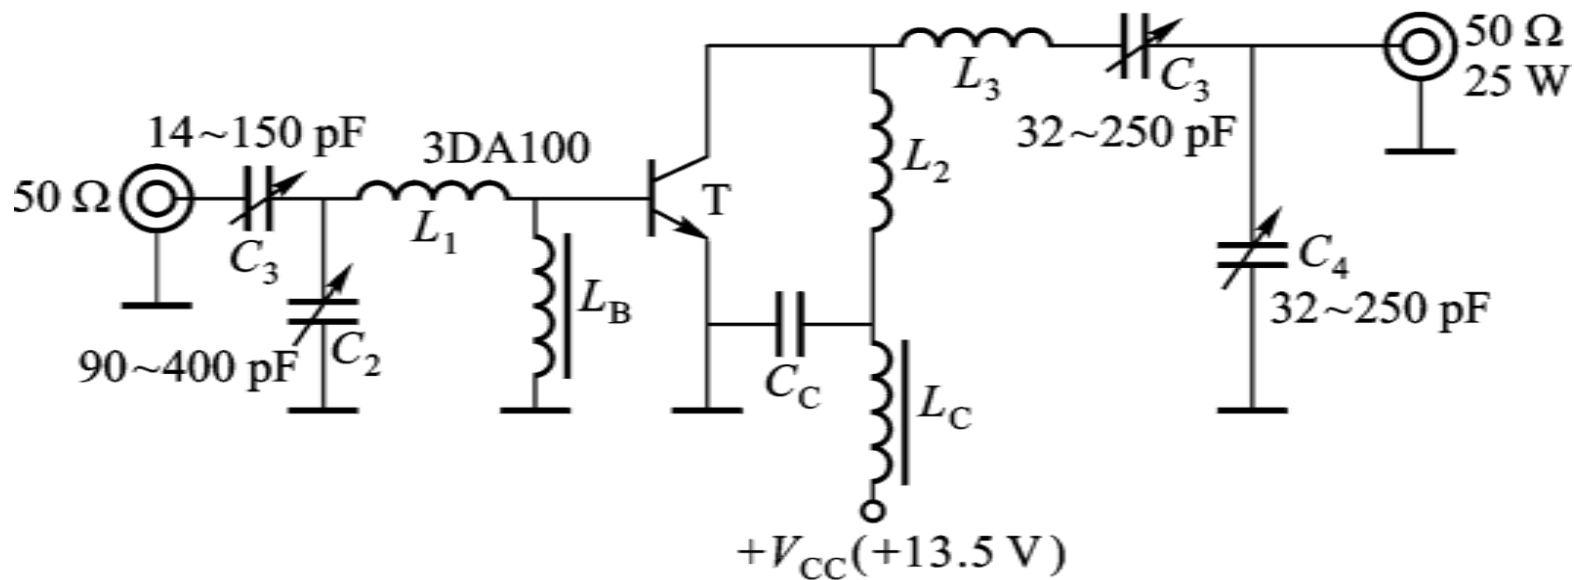 50 Ω
25 W
L3
C3
32~250 pF
14~150 pF
3DA100
L2
50 Ω
T
L1
C3
C4
32~250 pF
LB
90~400 pF
C2
CC
LC
+VCC(+13.5 V)